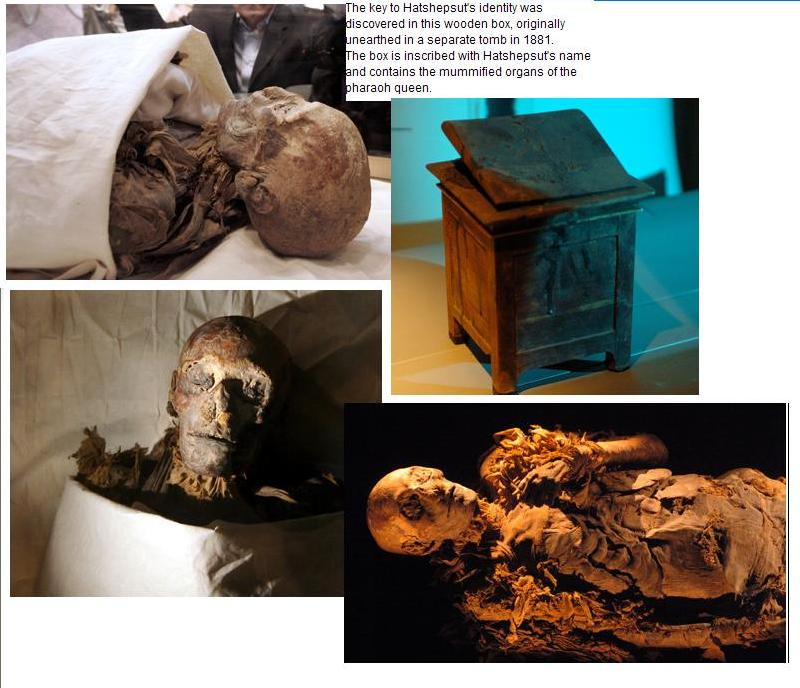 The key to Hatshepsut's identity was
discovered in this wooden box, originally
unearthed in a separate tomb in 1881.
The box is inscribed with Hatshepsut's name
and contains the mummified organs of the
pharaoh queen.